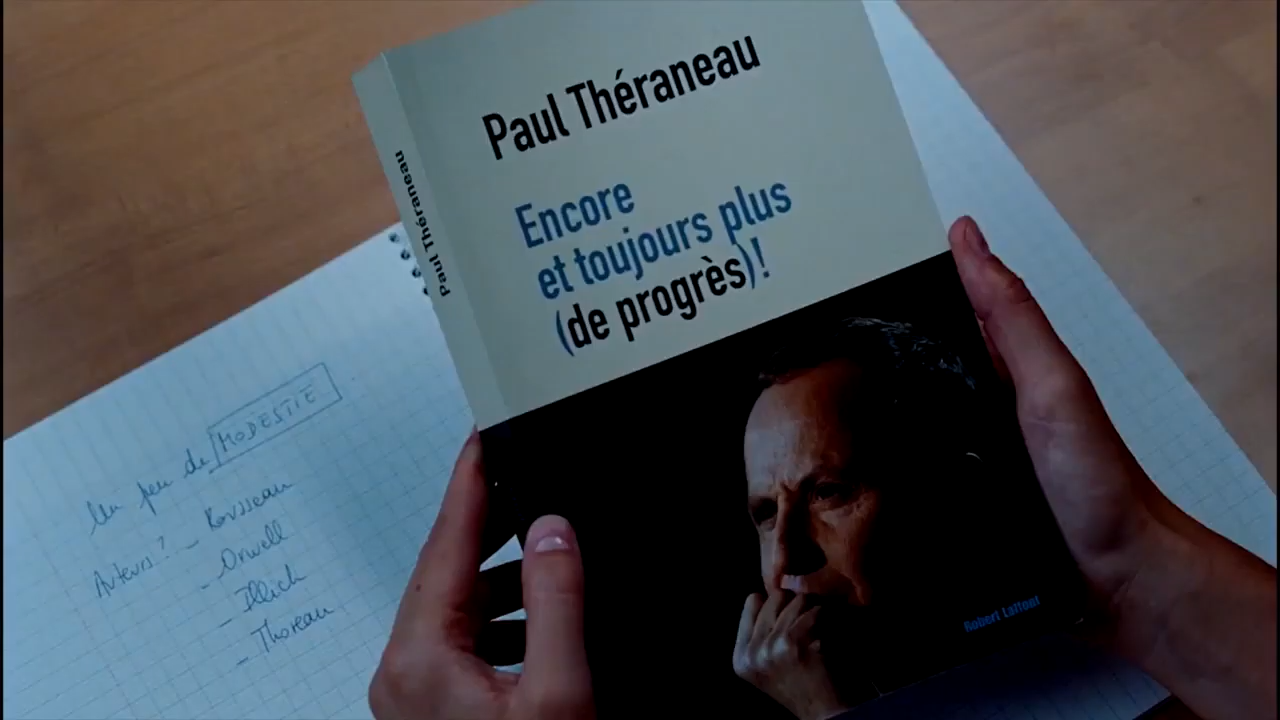 Paul Théraneau
Encore
et toujours plus
(de progrès)!
Robert Laffont
Paul Théraneau
Un peu de MODESTIE
Auteurs? - Rousseau
- Orwell
- Illich
- Thoreau